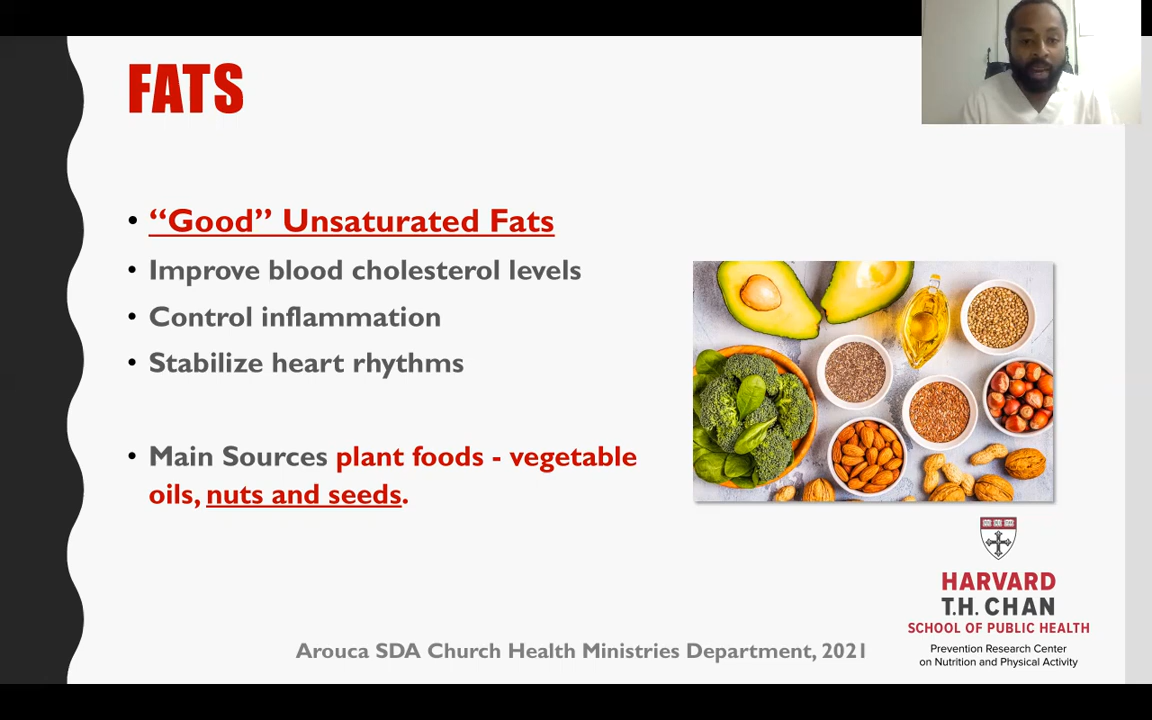 FATS
“Good” Unsaturated Fats
Improve blood cholesterol levels
Control inflammation
Stabilize heart rhythms
Main Sources plant foods - vegetable
oils, nuts and seeds.
HARVARD
T.H. CHAN
SCHOOL OF PUBLIC HEALTH
Prevention Research Center
on Nutrition and Physical Activity
Arouca SDA Church Health Ministries Department, 2021